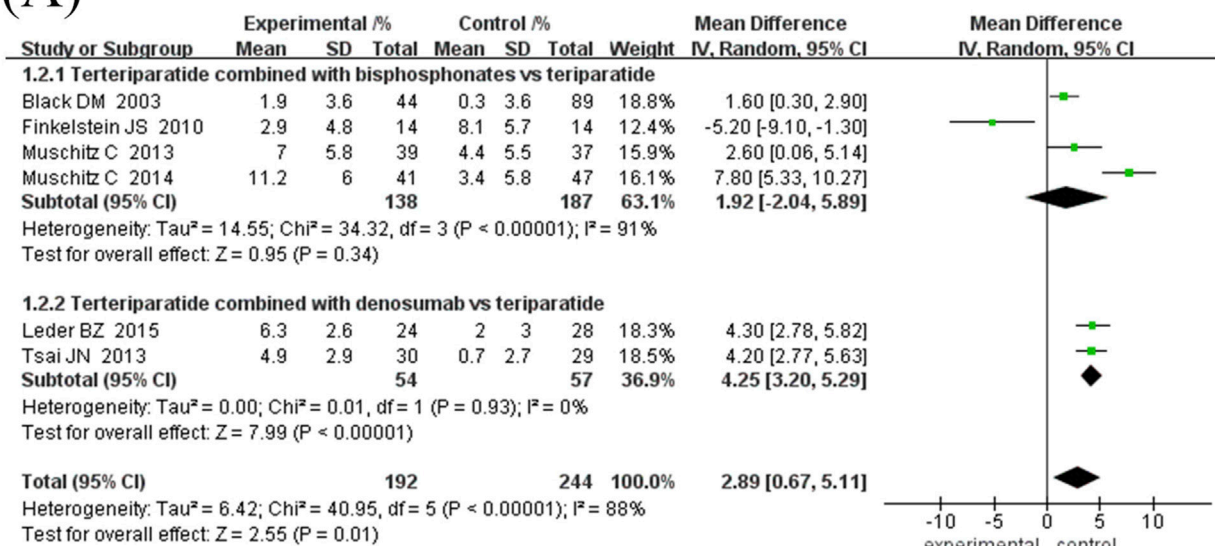 (A)
Experimental /% Control /% Mean Difference Mean Difference
Study or Subgroup Mean SD Total Mean SD Total Weight IV, Random, 95% CI IV, Random, 95% CI
1.2.1 Terteriparatide combined with bisphosphonates vs teriparatide
Black DM 2003 1.9 3.6 44 0.3 3.6 89 18.8% 1.60 [0.30, 2.90]
Finkelstein JS 2010 2.9 4.8 14 8.1 5.7 14 12.4% -5.20 [-9.10, -1.30]
Muschitz C 2013 7 5.8 39 4.4 5.5 37 15.9% 2.60 [0.06, 5.14]
Muschitz C 2014 11.2 6 41 3.4 5.8 47 16.1% 7.80 [5.33, 10.27]
Subtotal (95% CI) 138 187 63.1% 1.92 [-2.04, 5.89]
Heterogeneity: Tau² = 14.55; Chi² = 34.32, df = 3 (P < 0.00001); I² = 91%
Test for overall effect: Z = 0.95 (P = 0.34)
1.2.2 Terteriparatide combined with denosumab vs teriparatide
Leder BZ 2015 6.3 2.6 24 2 3 28 18.3% 4.30 [2.78, 5.82]
Tsai JN 2013 4.9 2.9 30 0.7 2.7 29 18.5% 4.20 [2.77, 5.63]
Subtotal (95% CI) 54 57 36.9% 4.25 [3.20, 5.29]
Heterogeneity: Tau² = 0.00; Chi² = 0.01, df = 1 (P = 0.93); I² = 0%
Test for overall effect: Z = 7.99 (P < 0.00001)
Total (95% CI) 192 244 100.0% 2.89 [0.67, 5.11]
Heterogeneity: Tau² = 6.42; Chi² = 40.95, df = 5 (P < 0.00001); I² = 88%
Test for overall effect: Z = 2.55 (P = 0.01)
-10 -5 0 5 10
experimental control